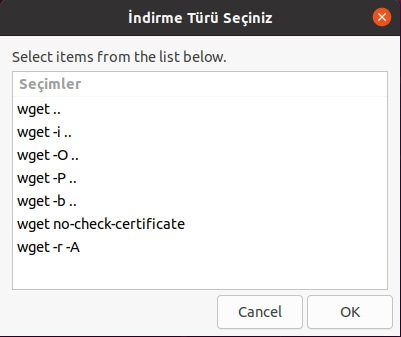 İndirme Türü Seçiniz
Select items from the list below.
Seçimler
wget ..
wget -i ..
wget -O ..
wget -P ..
wget -b ..
wget no-check-certificate
wget -r -A
Cancel
OK